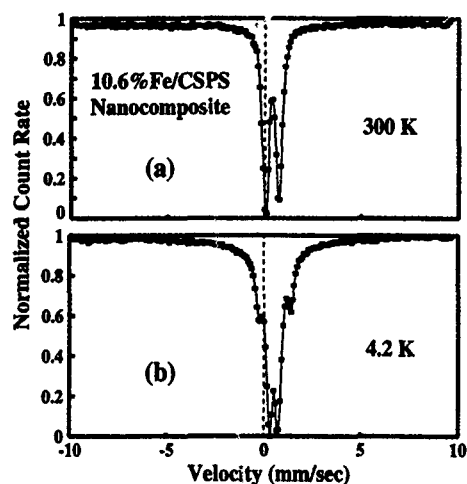 1
0.8
0.6
0.4
0.2
0
10.6%Fe/CSPS
Nanocomposite
300 K
(a)
Normalized Count Rate
1
0.8
0.6
0.4
0.2
0
4.2 K
(b)
-10 -5 0 5 10
Velocity (mm/sec)